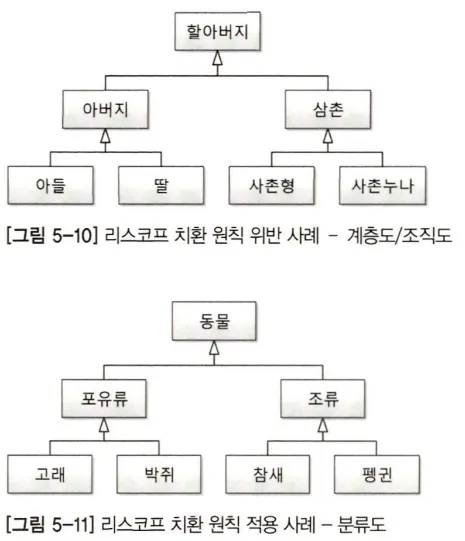 할아버지
아버지 삼촌
아들 딸 사촌형 사촌누나
[그림 5-10] 리스코프 치환 원칙 위반 사례 - 계층도/조직도
동물
포유류 조류
고래 박쥐 참새 펭귄
[그림 5-11] 리스코프 치환 원칙 적용 사례 - 분류도